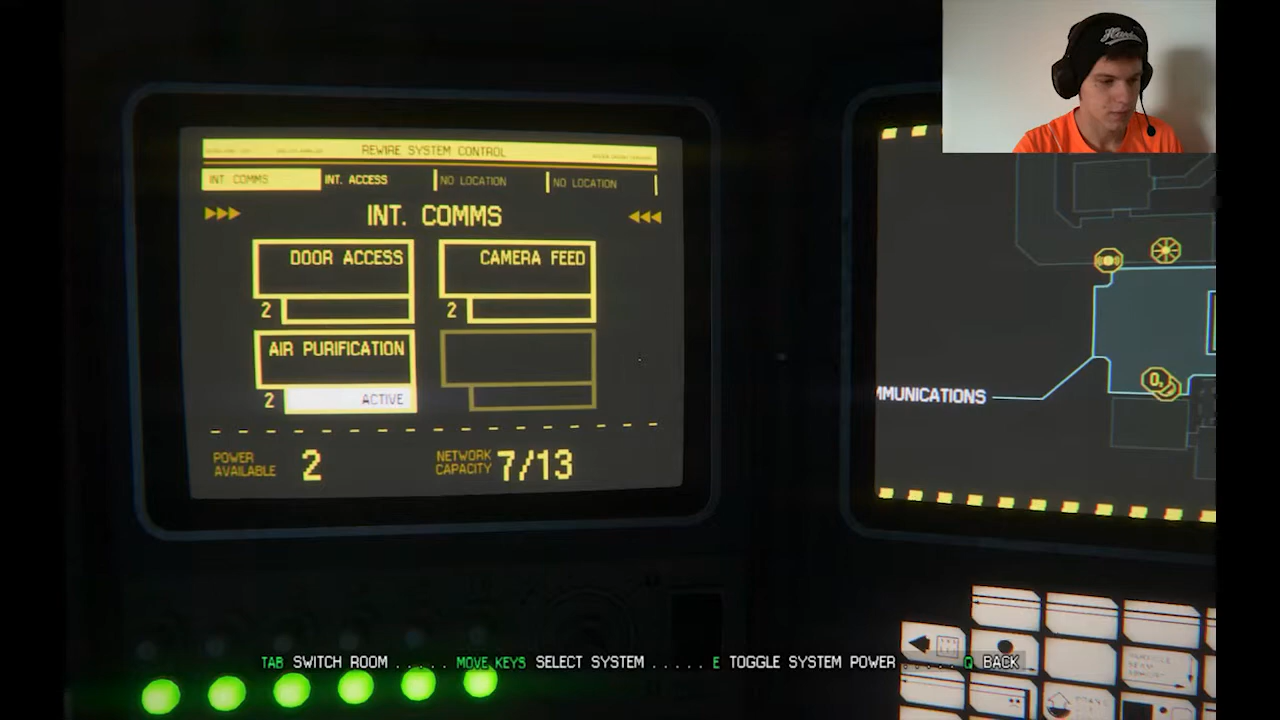 REWIRE SYSTEM CONTROL
INT COMMS
INT. ACCESS
NO LOCATION
NO LOCATION
INT. COMMS
DOOR ACCESS
2
CAMERA FEED
2
AIR PURIFICATION
2
ACTIVE
POWER
AVAILABLE
2
NETWORK
CAPACITY
7/13
MMUNICATIONS
O₂
TAB SWITCH ROOM ..... MOVE KEYS SELECT SYSTEM ..... E TOGGLE SYSTEM POWER ..... Q BACK